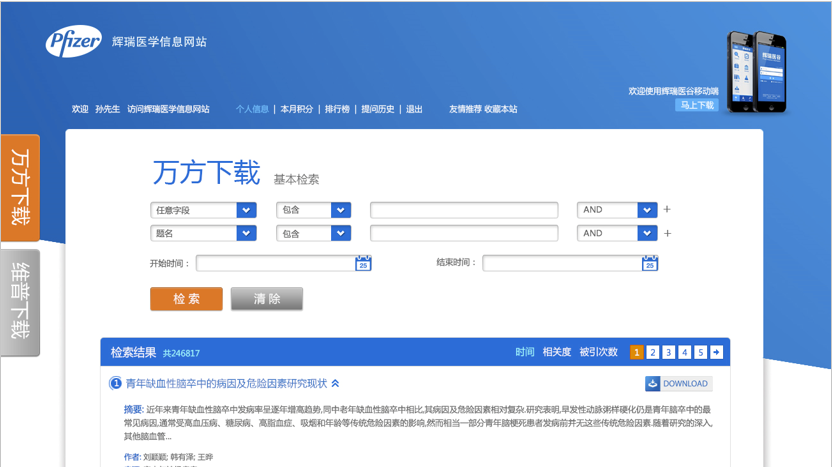 Pfizer 辉瑞医学信息网站
辉瑞医谷
欢迎使用辉瑞医谷移动端
马上下载
欢迎 孙先生 访问辉瑞医学信息网站 个人信息 | 本月积分 | 排行榜 | 提问历史 | 退出 友情推荐 收藏本站
万方下载
维普下载
万方下载 基本检索
任意字段 包含 AND +
题名 包含 AND +
开始时间： 25 结束时间： 25
检 索 清 除
检索结果 共246817 时间 相关度 被引次数 1 2 3 4 5
1 青年缺血性脑卒中的病因及危险因素研究现状 DOWNLOAD
摘要: 近年来青年缺血性脑卒中发病率呈逐年增高趋势,同中老年缺血性脑卒中相比,其病因及危险因素相对复杂.研究表明,早发性动脉粥样硬化仍是青年脑卒中的最
常见病因,通常受高血压病、糖尿病、高脂血症、吸烟和年龄等传统危险因素的影响,然而相当一部分青年脑梗死患者发病前并无这些传统危险因素.随着研究的深入,
其他脑血管...
作者: 刘颖颖; 韩有泽; 王晔